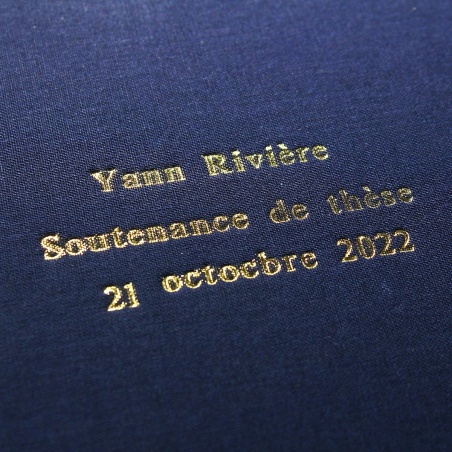 Yann Rivière
Soutenance de thèse
21 octocbre 2022